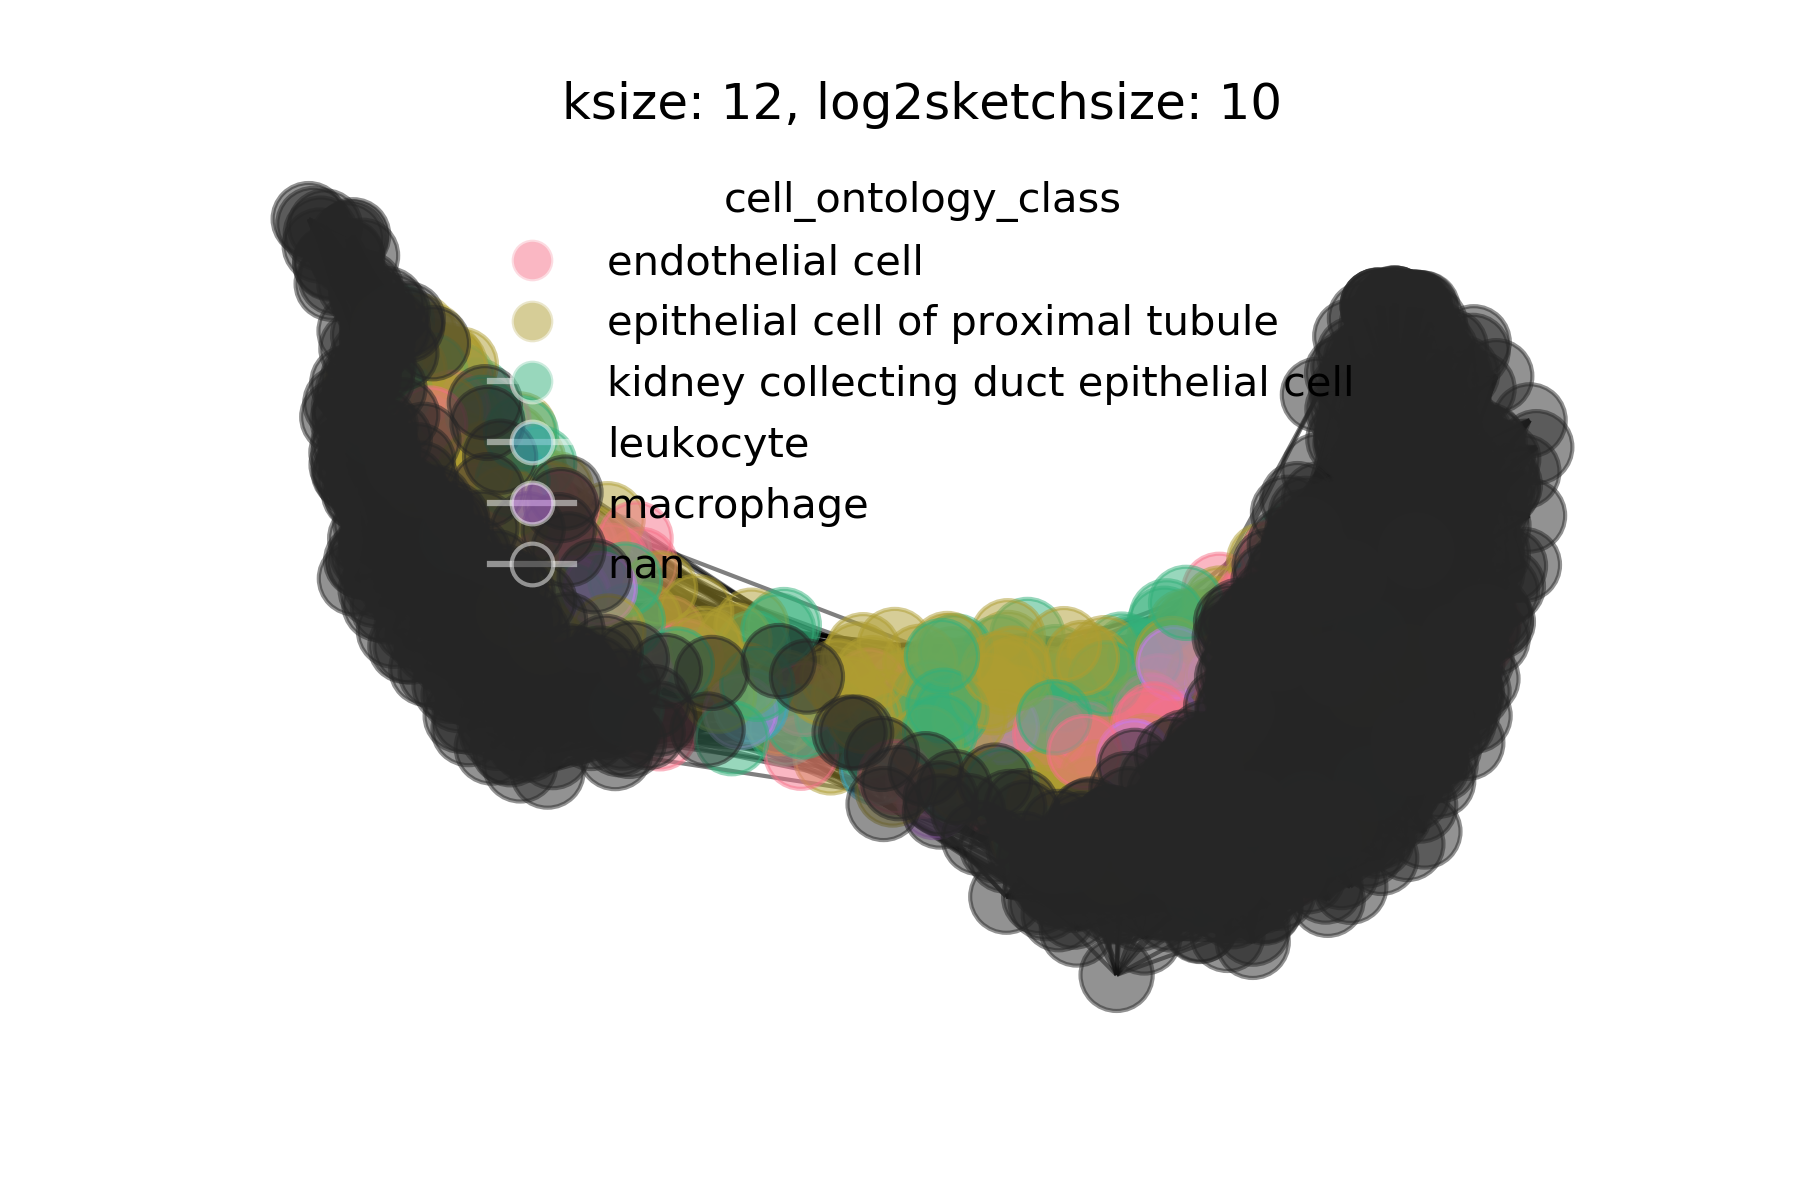 ksize: 12, log2sketchsize: 10
cell_ontology_class
endothelial cell
epithelial cell of proximal tubule
kidney collecting duct epithelial cell
leukocyte
macrophage
nan